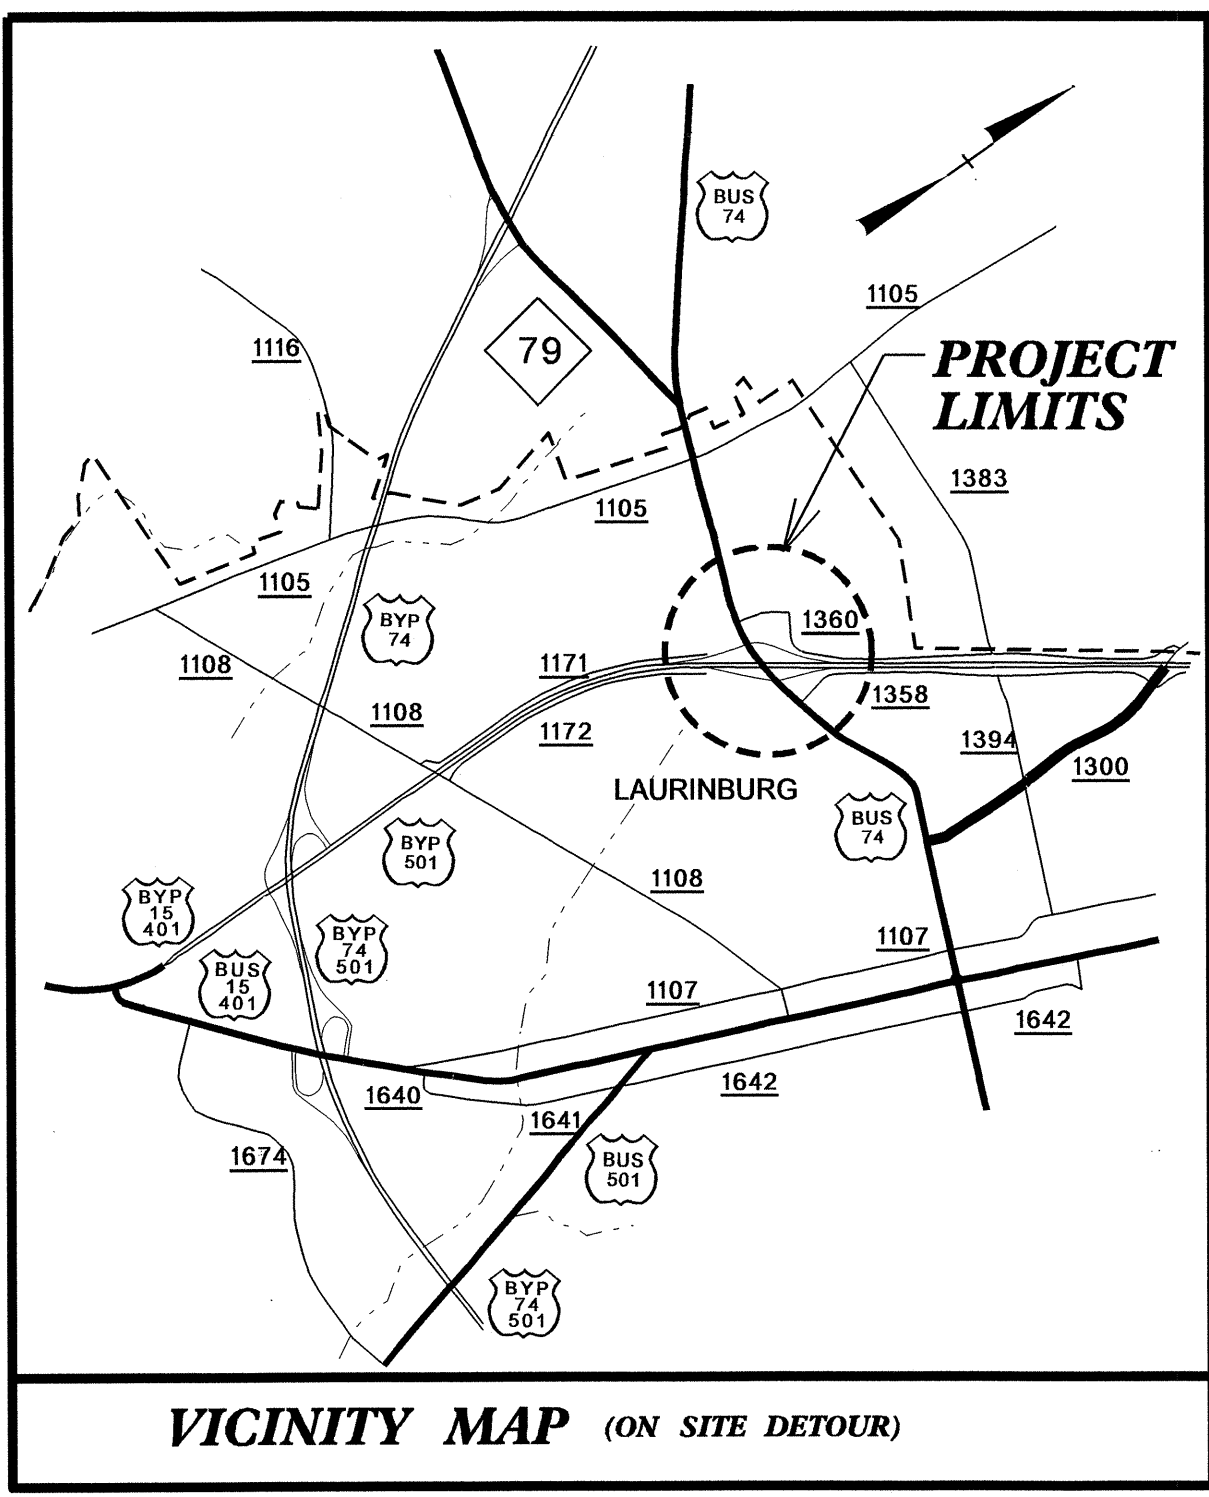 BUS
74
1105
79
1116
PROJECT
LIMITS
1383
1105
1105
BYP
74
1360
1108
1171
1108
1172
1358
1394
1300
LAURINBURG
BUS
74
BYP
501
1108
BYP
15
401
BYP
74
501
1107
BUS
15
401
1107
1642
1640
1642
1641
1674
BUS
501
BYP
74
501
VICINITY MAP (ON SITE DETOUR)